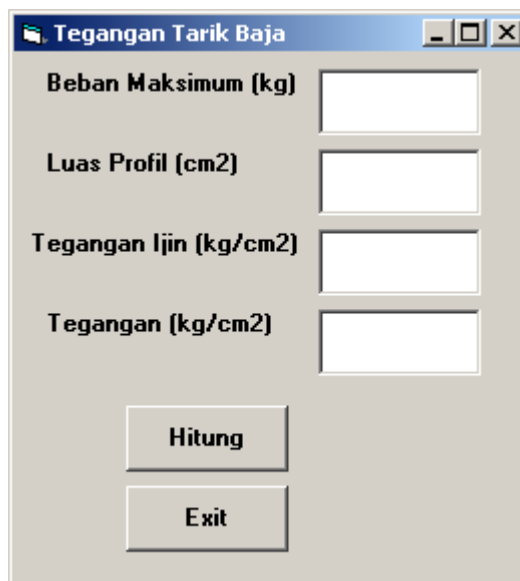 Tegangan Tarik Baja
Beban Maksimum (kg)
Luas Profil (cm2)
Tegangan Ijin (kg/cm2)
Tegangan (kg/cm2)
Hitung
Exit